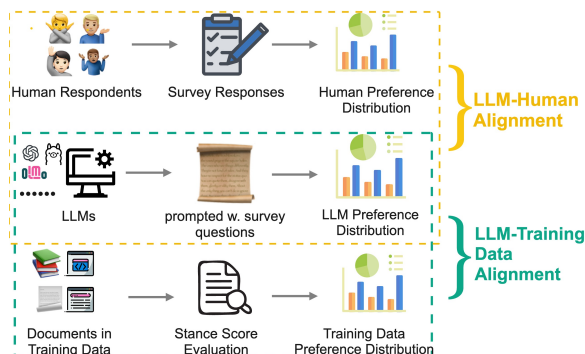 Human Respondents
Survey Responses
Human Preference
Distribution
LLM-Human
Alignment
olmo
LLMs
prompted w. survey
questions
LLM Preference
Distribution
LLM-Training
Data
Alignment
Documents in
Training Data
Stance Score
Evaluation
Training Data
Preference Distribution